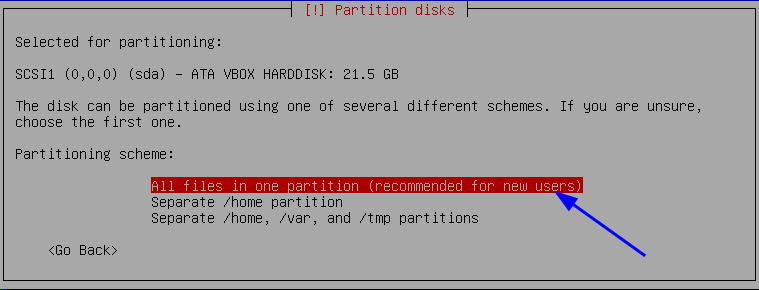 [!] Partition disks
Selected for partitioning:
SCSI1 (0,0,0) (sda) - ATA VBOX HARDDISK: 21.5 GB
The disk can be partitioned using one of several different schemes. If you are unsure,
choose the first one.
Partitioning scheme:
All files in one partition (recommended for new users)
Separate /home partition
Separate /home, /var, and /tmp partitions
<Go Back>